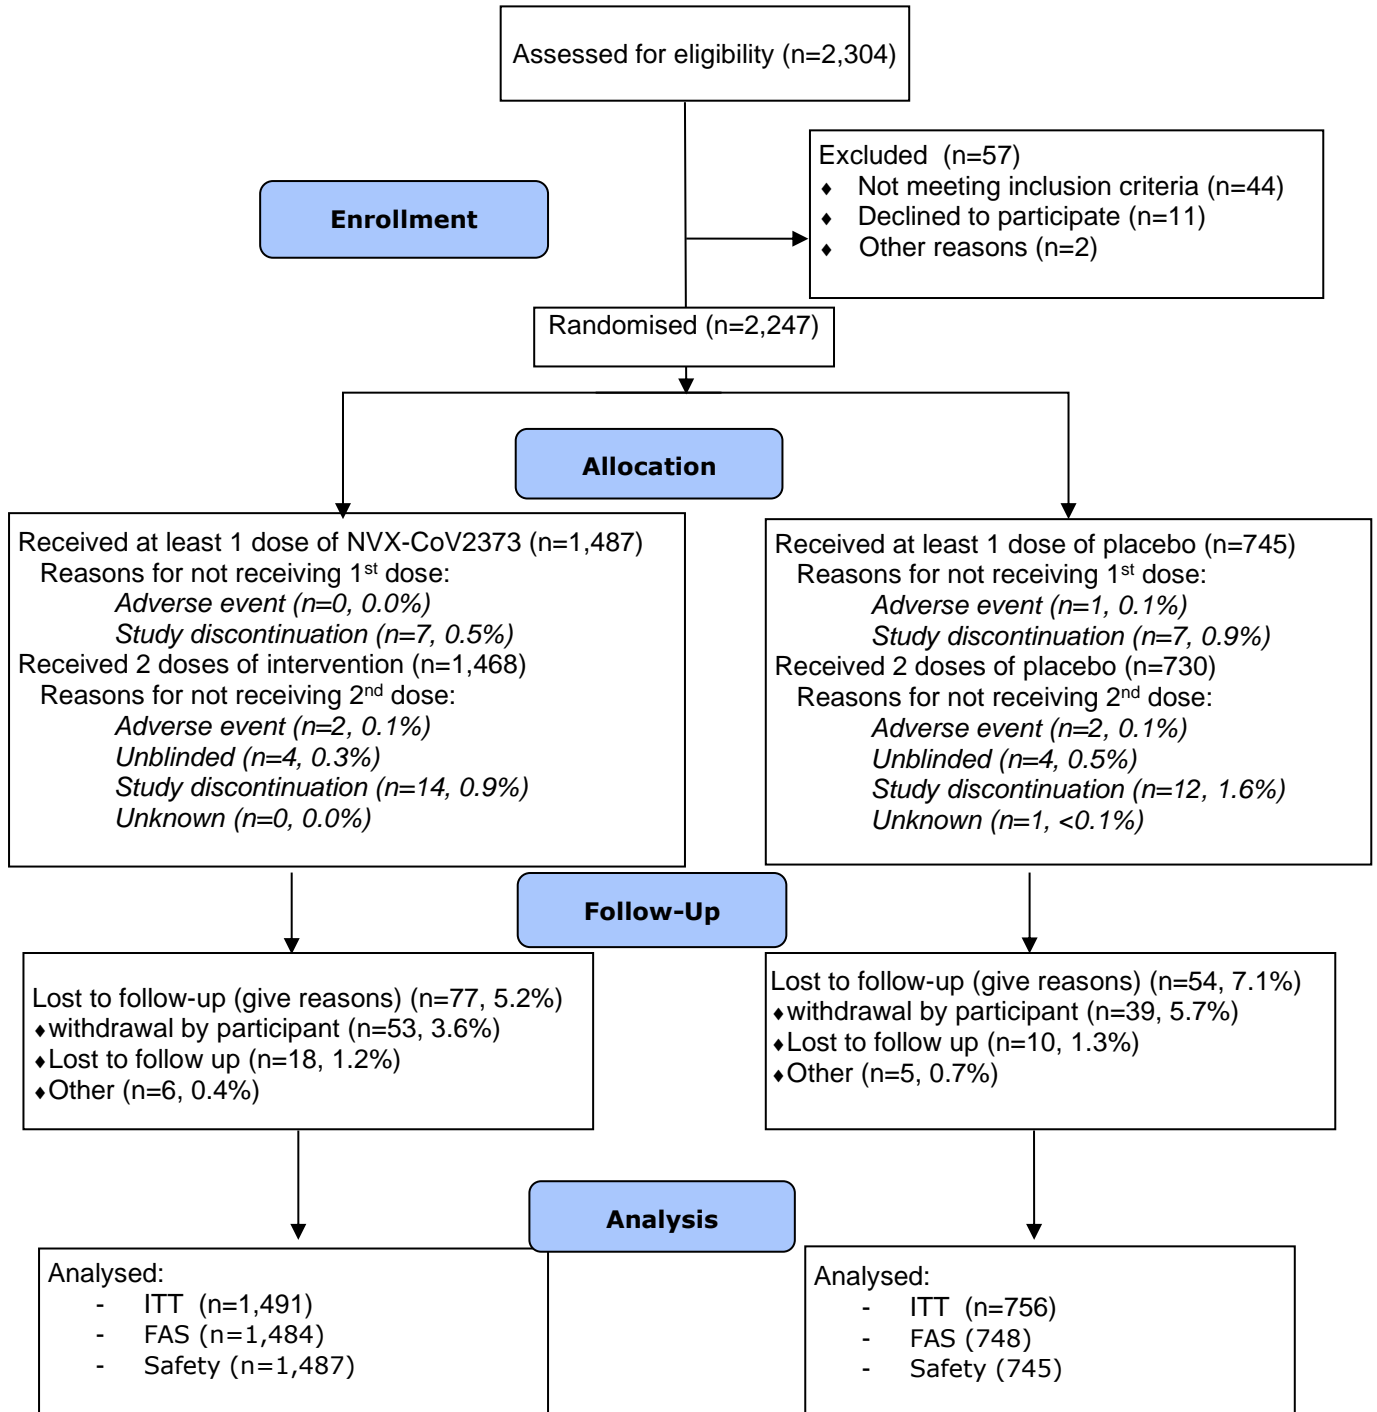 Assessed for eligibility (n=2,304)
Excluded  (n=57)
♦ Not meeting inclusion criteria (n=44)
♦ Declined to participate (n=11)
♦ Other reasons (n=2)
Enrollment
Randomised (n=2,247)
Allocation
Received at least 1 dose of NVX-CoV2373 (n=1,487)
Reasons for not receiving 1st dose:
Adverse event (n=0, 0.0%)
Study discontinuation (n=7, 0.5%)
Received 2 doses of intervention (n=1,468)
Reasons for not receiving 2nd dose:
Adverse event (n=2, 0.1%)
Unblinded (n=4, 0.3%)
Study discontinuation (n=14, 0.9%)
Unknown (n=0, 0.0%)
Received at least 1 dose of placebo (n=745)
Reasons for not receiving 1st dose:
Adverse event (n=1, 0.1%)
Study discontinuation (n=7, 0.9%)
Received 2 doses of placebo (n=730)
Reasons for not receiving 2nd dose:
Adverse event (n=2, 0.1%)
Unblinded (n=4, 0.5%)
Study discontinuation (n=12, 1.6%)
Unknown (n=1, <0.1%)
Follow-Up
Lost to follow-up (give reasons) (n=77, 5.2%)
♦withdrawal by participant (n=53, 3.6%)
♦Lost to follow up (n=18, 1.2%)
♦Other (n=6, 0.4%)
Lost to follow-up (give reasons) (n=54, 7.1%)
♦withdrawal by participant (n=39, 5.7%)
♦Lost to follow up (n=10, 1.3%)
♦Other (n=5, 0.7%)
Analysis
Analysed:
- ITT  (n=1,491)
- FAS (n=1,484)
- Safety (n=1,487)
Analysed:
- ITT  (n=756)
- FAS (748)
- Safety (745)